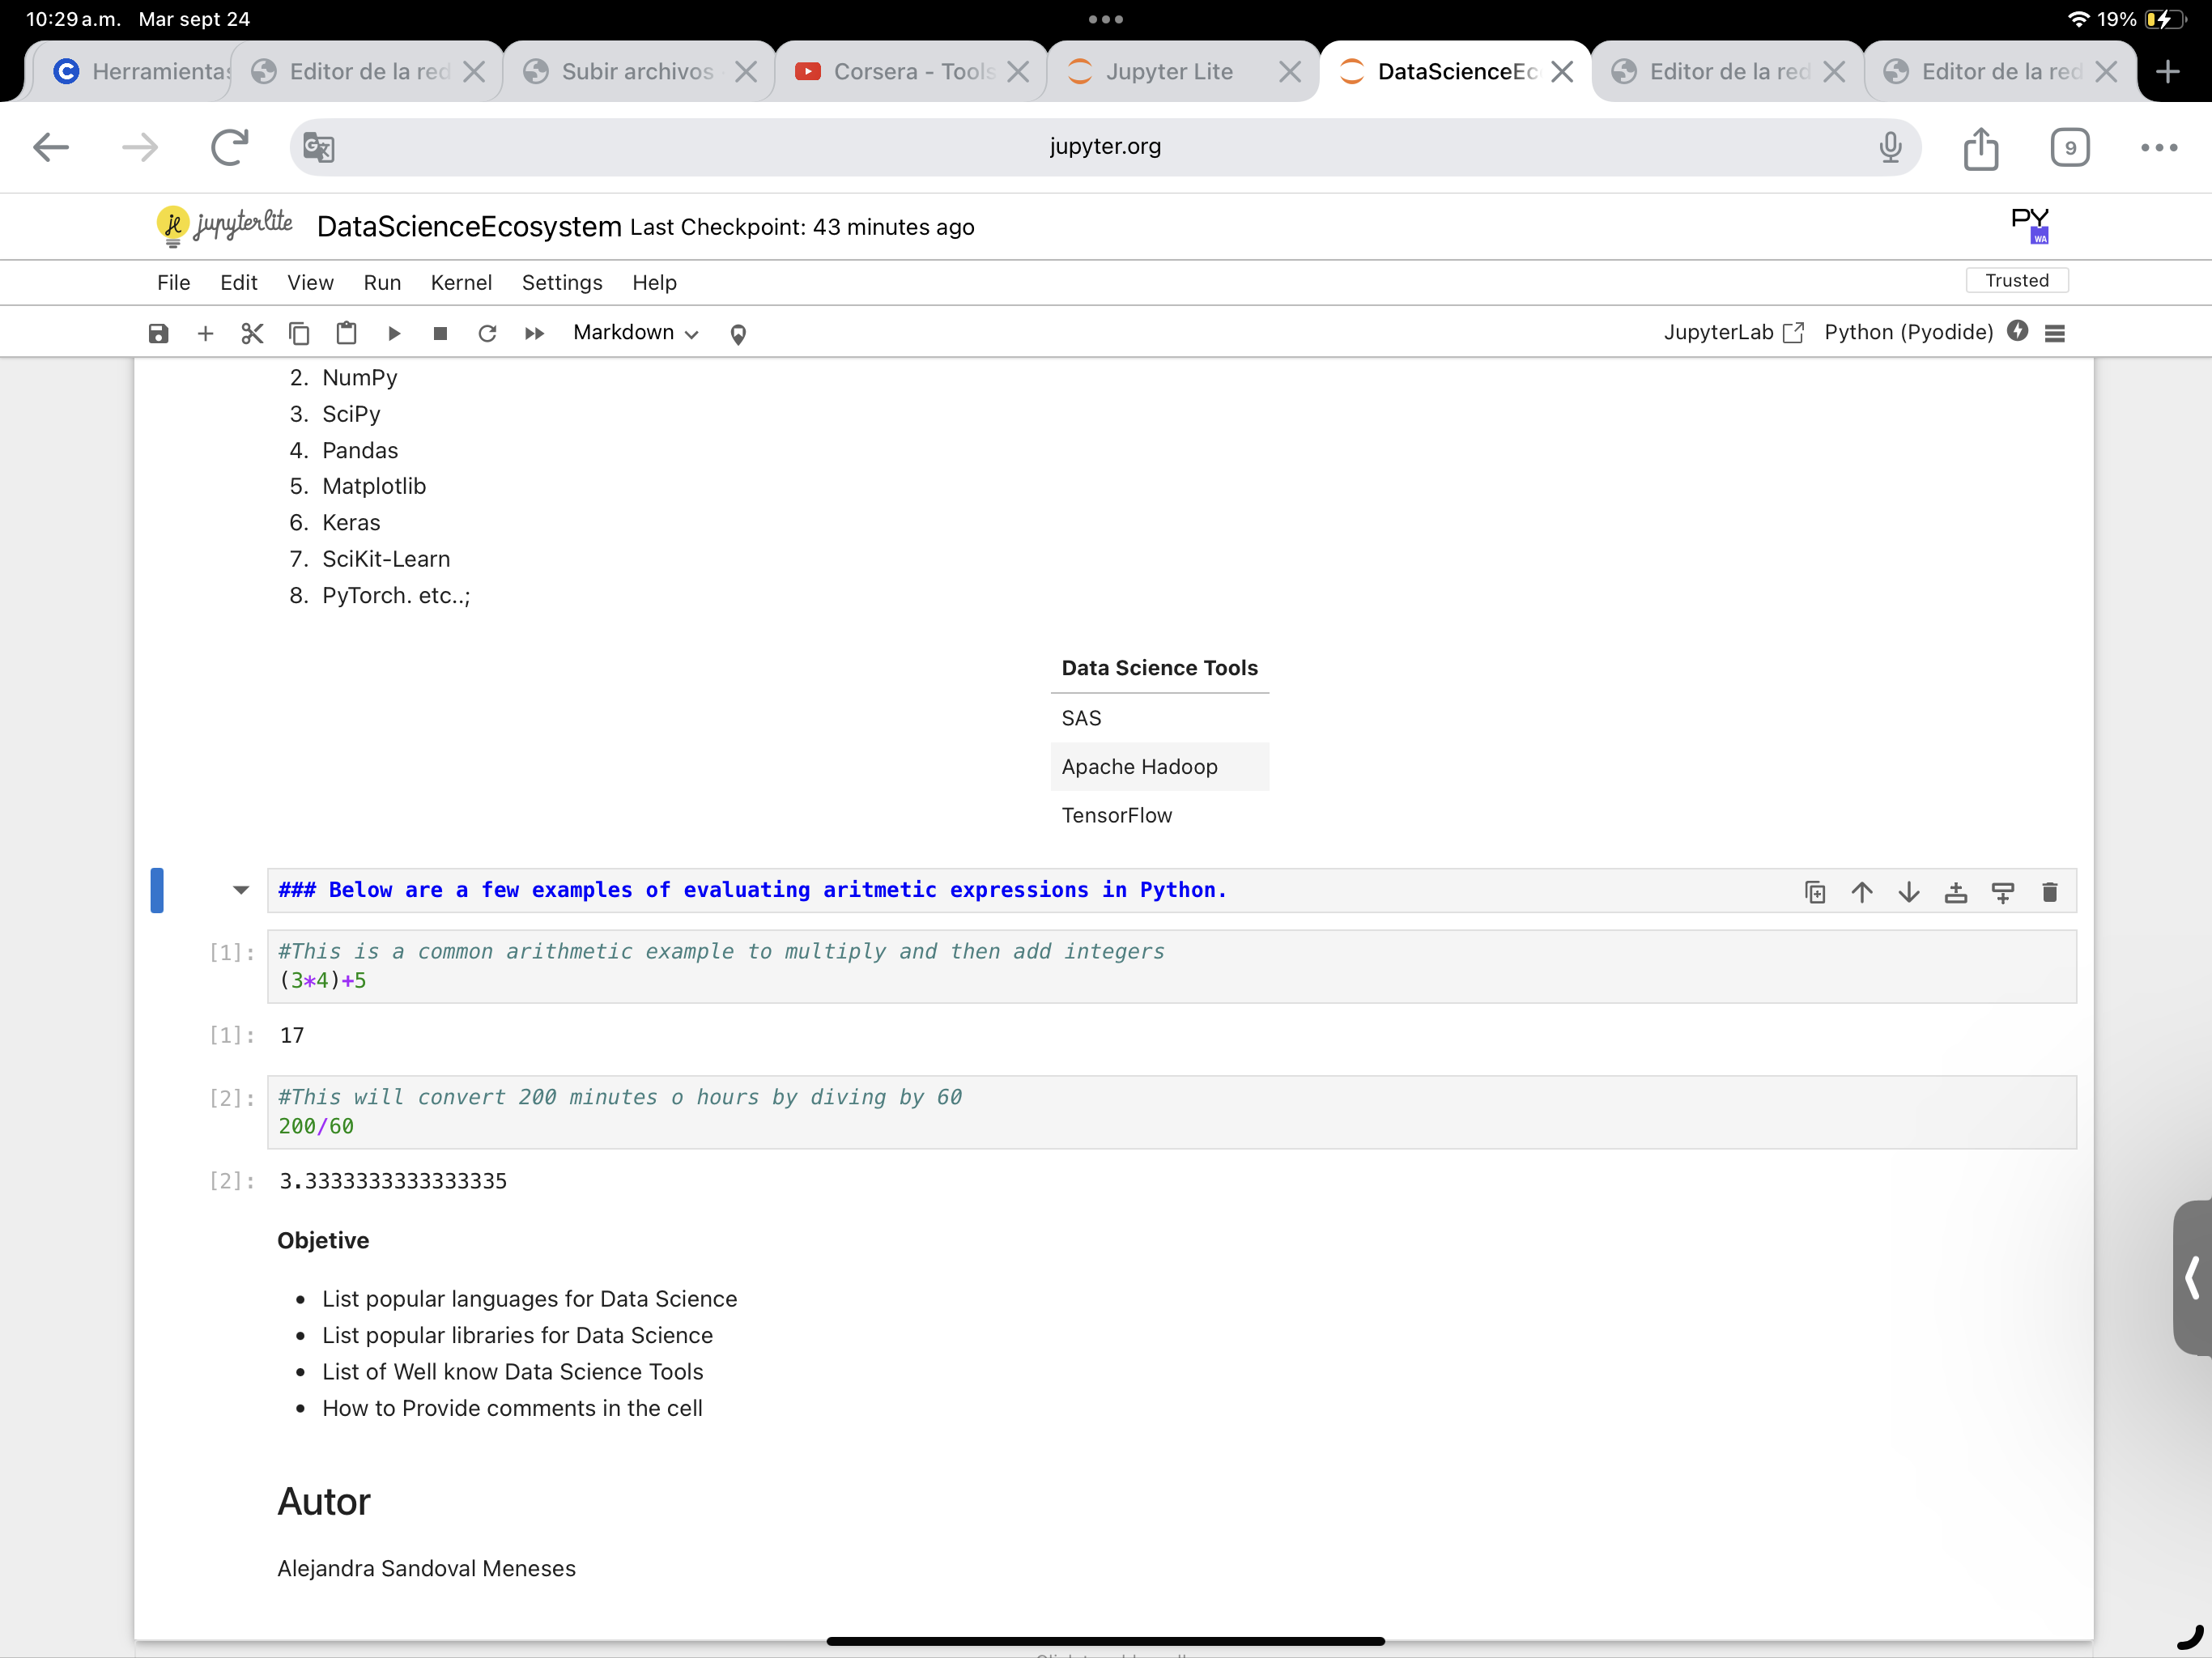 10:29 a.m. Mar sept 24
19%
Herramientas
Editor de la red
Subir archivos
Corsera - Tools
Jupyter Lite
DataScienceEc
Editor de la red
Editor de la red
jupyter.org
9
jupyterlite
DataScienceEcosystem Last Checkpoint: 43 minutes ago
PY
WA
File Edit View Run Kernel Settings Help
Trusted
Markdown
JupyterLab Python (Pyodide)
2. NumPy
3. SciPy
4. Pandas
5. Matplotlib
6. Keras
7. SciKit-Learn
8. PyTorch. etc..;
Data Science Tools
SAS
Apache Hadoop
TensorFlow
### Below are a few examples of evaluating aritmetic expressions in Python.
[1]: #This is a common arithmetic example to multiply and then add integers
(3*4)+5
[1]: 17
[2]: #This will convert 200 minutes o hours by diving by 60
200/60
[2]: 3.3333333333333335
Objetive
• List popular languages for Data Science
• List popular libraries for Data Science
• List of Well know Data Science Tools
• How to Provide comments in the cell
Autor
Alejandra Sandoval Meneses